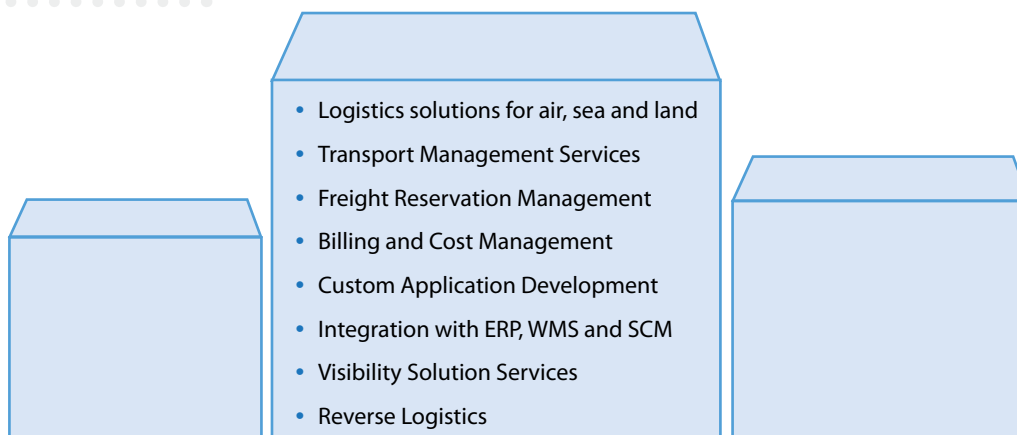 • Logistics solutions for air, sea and land
• Transport Management Services
• Freight Reservation Management
• Billing and Cost Management
• Custom Application Development
• Integration with ERP, WMS and SCM
• Visibility Solution Services
• Reverse Logistics